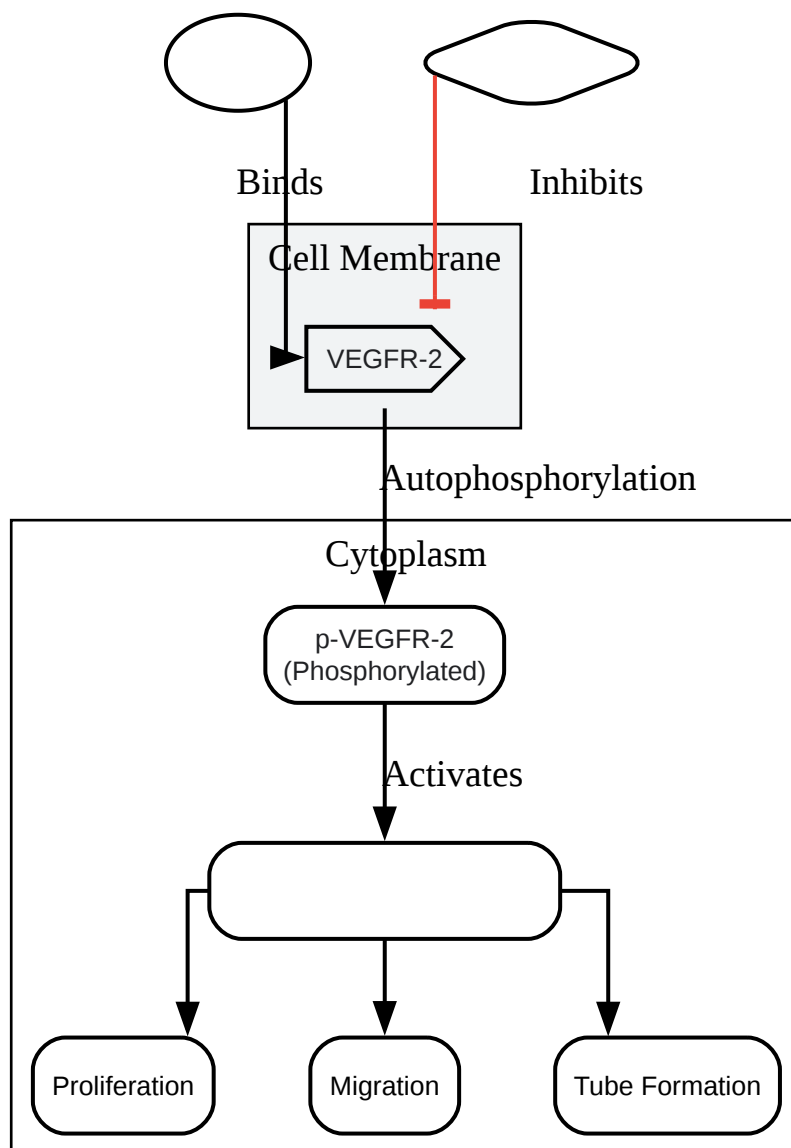 Binds
Inhibits
Cell Membrane
VEGFR-2
Autophosphorylation
Cytoplasm
p-VEGFR-2
(Phosphorylated)
Activates
Proliferation
Migration
Tube Formation